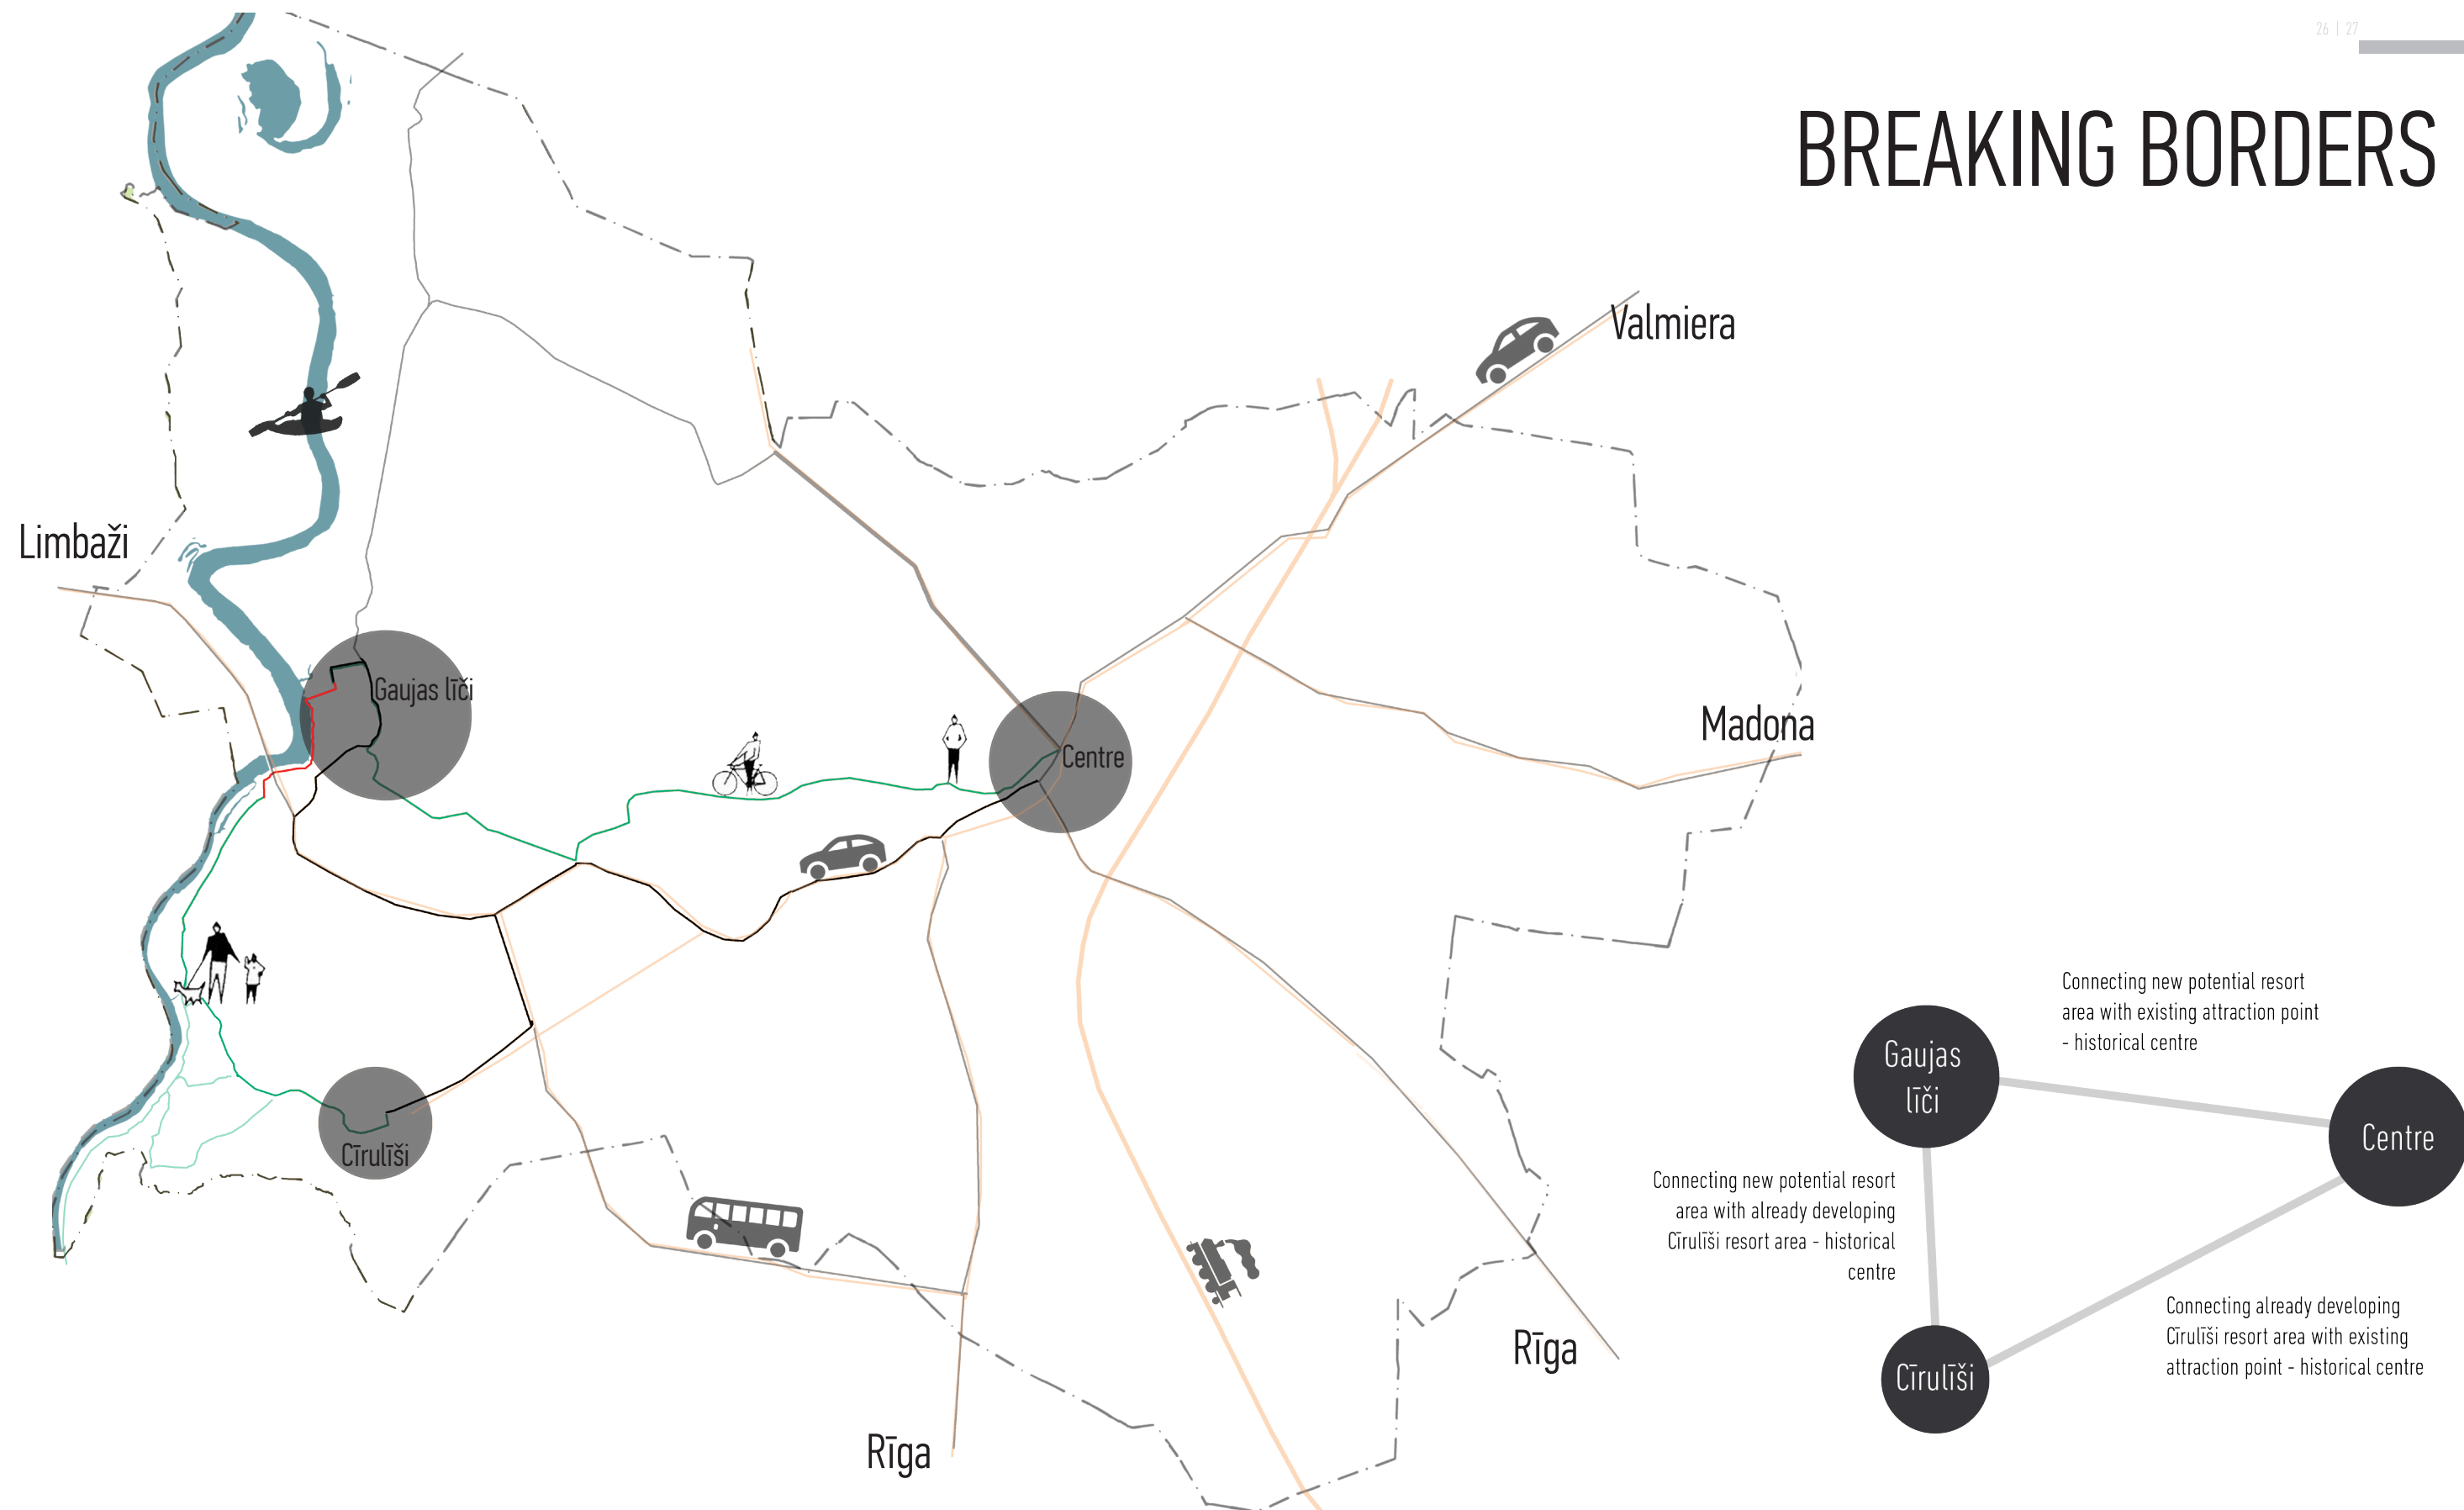 26 | 27
BREAKING BORDERS
Valmiera
Limbaži
Gaujas līči
Madona
Centre
Cīrulīši
Rīga
Rīga
Connecting new potential resort
area with existing attraction point
- historical centre
Gaujas
līči
Centre
Connecting new potential resort
area with already developing
Cīrulīši resort area - historical
centre
Connecting already developing
Cīrulīši resort area with existing
attraction point - historical centre
Cīrulīši